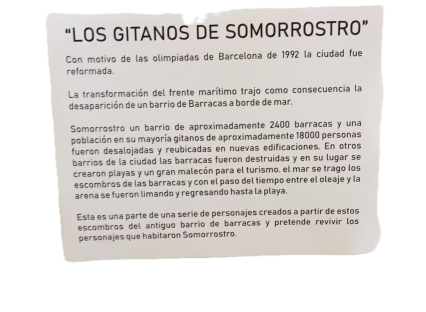 "LOS GITANOS DE SOMORROSTRO"
Con motivo de las olimpiadas de Barcelona de 1992 la ciudad fue
reformada.
La transformación del frente marítimo trajo como consecuencia la
desaparición de un barrio de Barracas a borde de mar.
Somorrostro un barrio de aproximadamente 2400 barracas y una
población en su mayoría gitanos de aproximadamente 18000 personas
fueron desalojadas y reubicadas en nuevas edificaciones. En otros
barrios de la ciudad las barracas fueron destruidas y en su lugar se
crearon playas y un gran malecón para el turismo. el mar se trago los
escombros de las barracas y con el paso del tiempo entre el oleaje y la
arena se fueron limando y regresando hasta la playa.
Esta es una parte de una serie de personajes creados a partir de estos
escombros del antiguo barrio de barracas y pretende revivir los
personajes que habitaron Somorrostro.